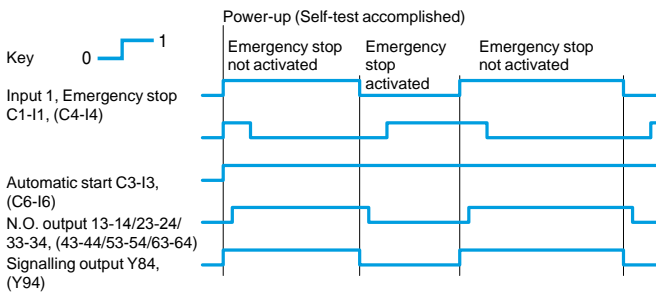 Power-up (Self-test accomplished)
Key
0
1
Emergency stop
not activated
Emergency
stop
activated
Emergency stop
not activated
Input 1, Emergency stop
C1-I1, (C4-I4)
Automatic start C3-I3,
(C6-I6)
N.O. output 13-14/23-24/
33-34, (43-44/53-54/63-64)
Signalling output Y84,
(Y94)